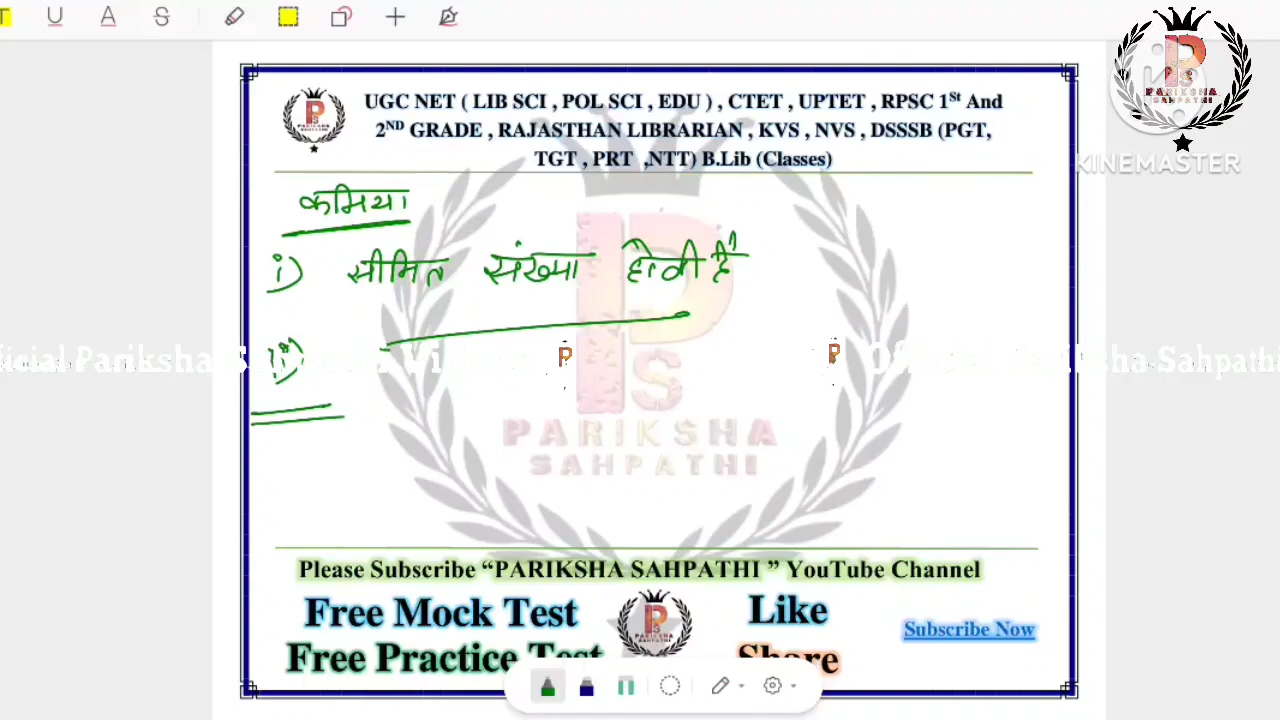 PARIKSHA
SAHPATHI
KINEMASTER
UGC NET ( LIB SCI , POL SCI , EDU ) , CTET , UPTET , RPSC 1St And
2ND GRADE , RAJASTHAN LIBRARIAN , KVS , NVS , DSSSB (PGT,
TGT , PRT ,NTT) B.Lib (Classes)
कमिया
i) सीमित संख्या होती है
ii)
PARIKSHA
SAHPATHI
Please Subscribe “PARIKSHA SAHPATHI ” YouTube Channel
Free Mock Test
Like
Subscribe Now
Free Practice Test
Share